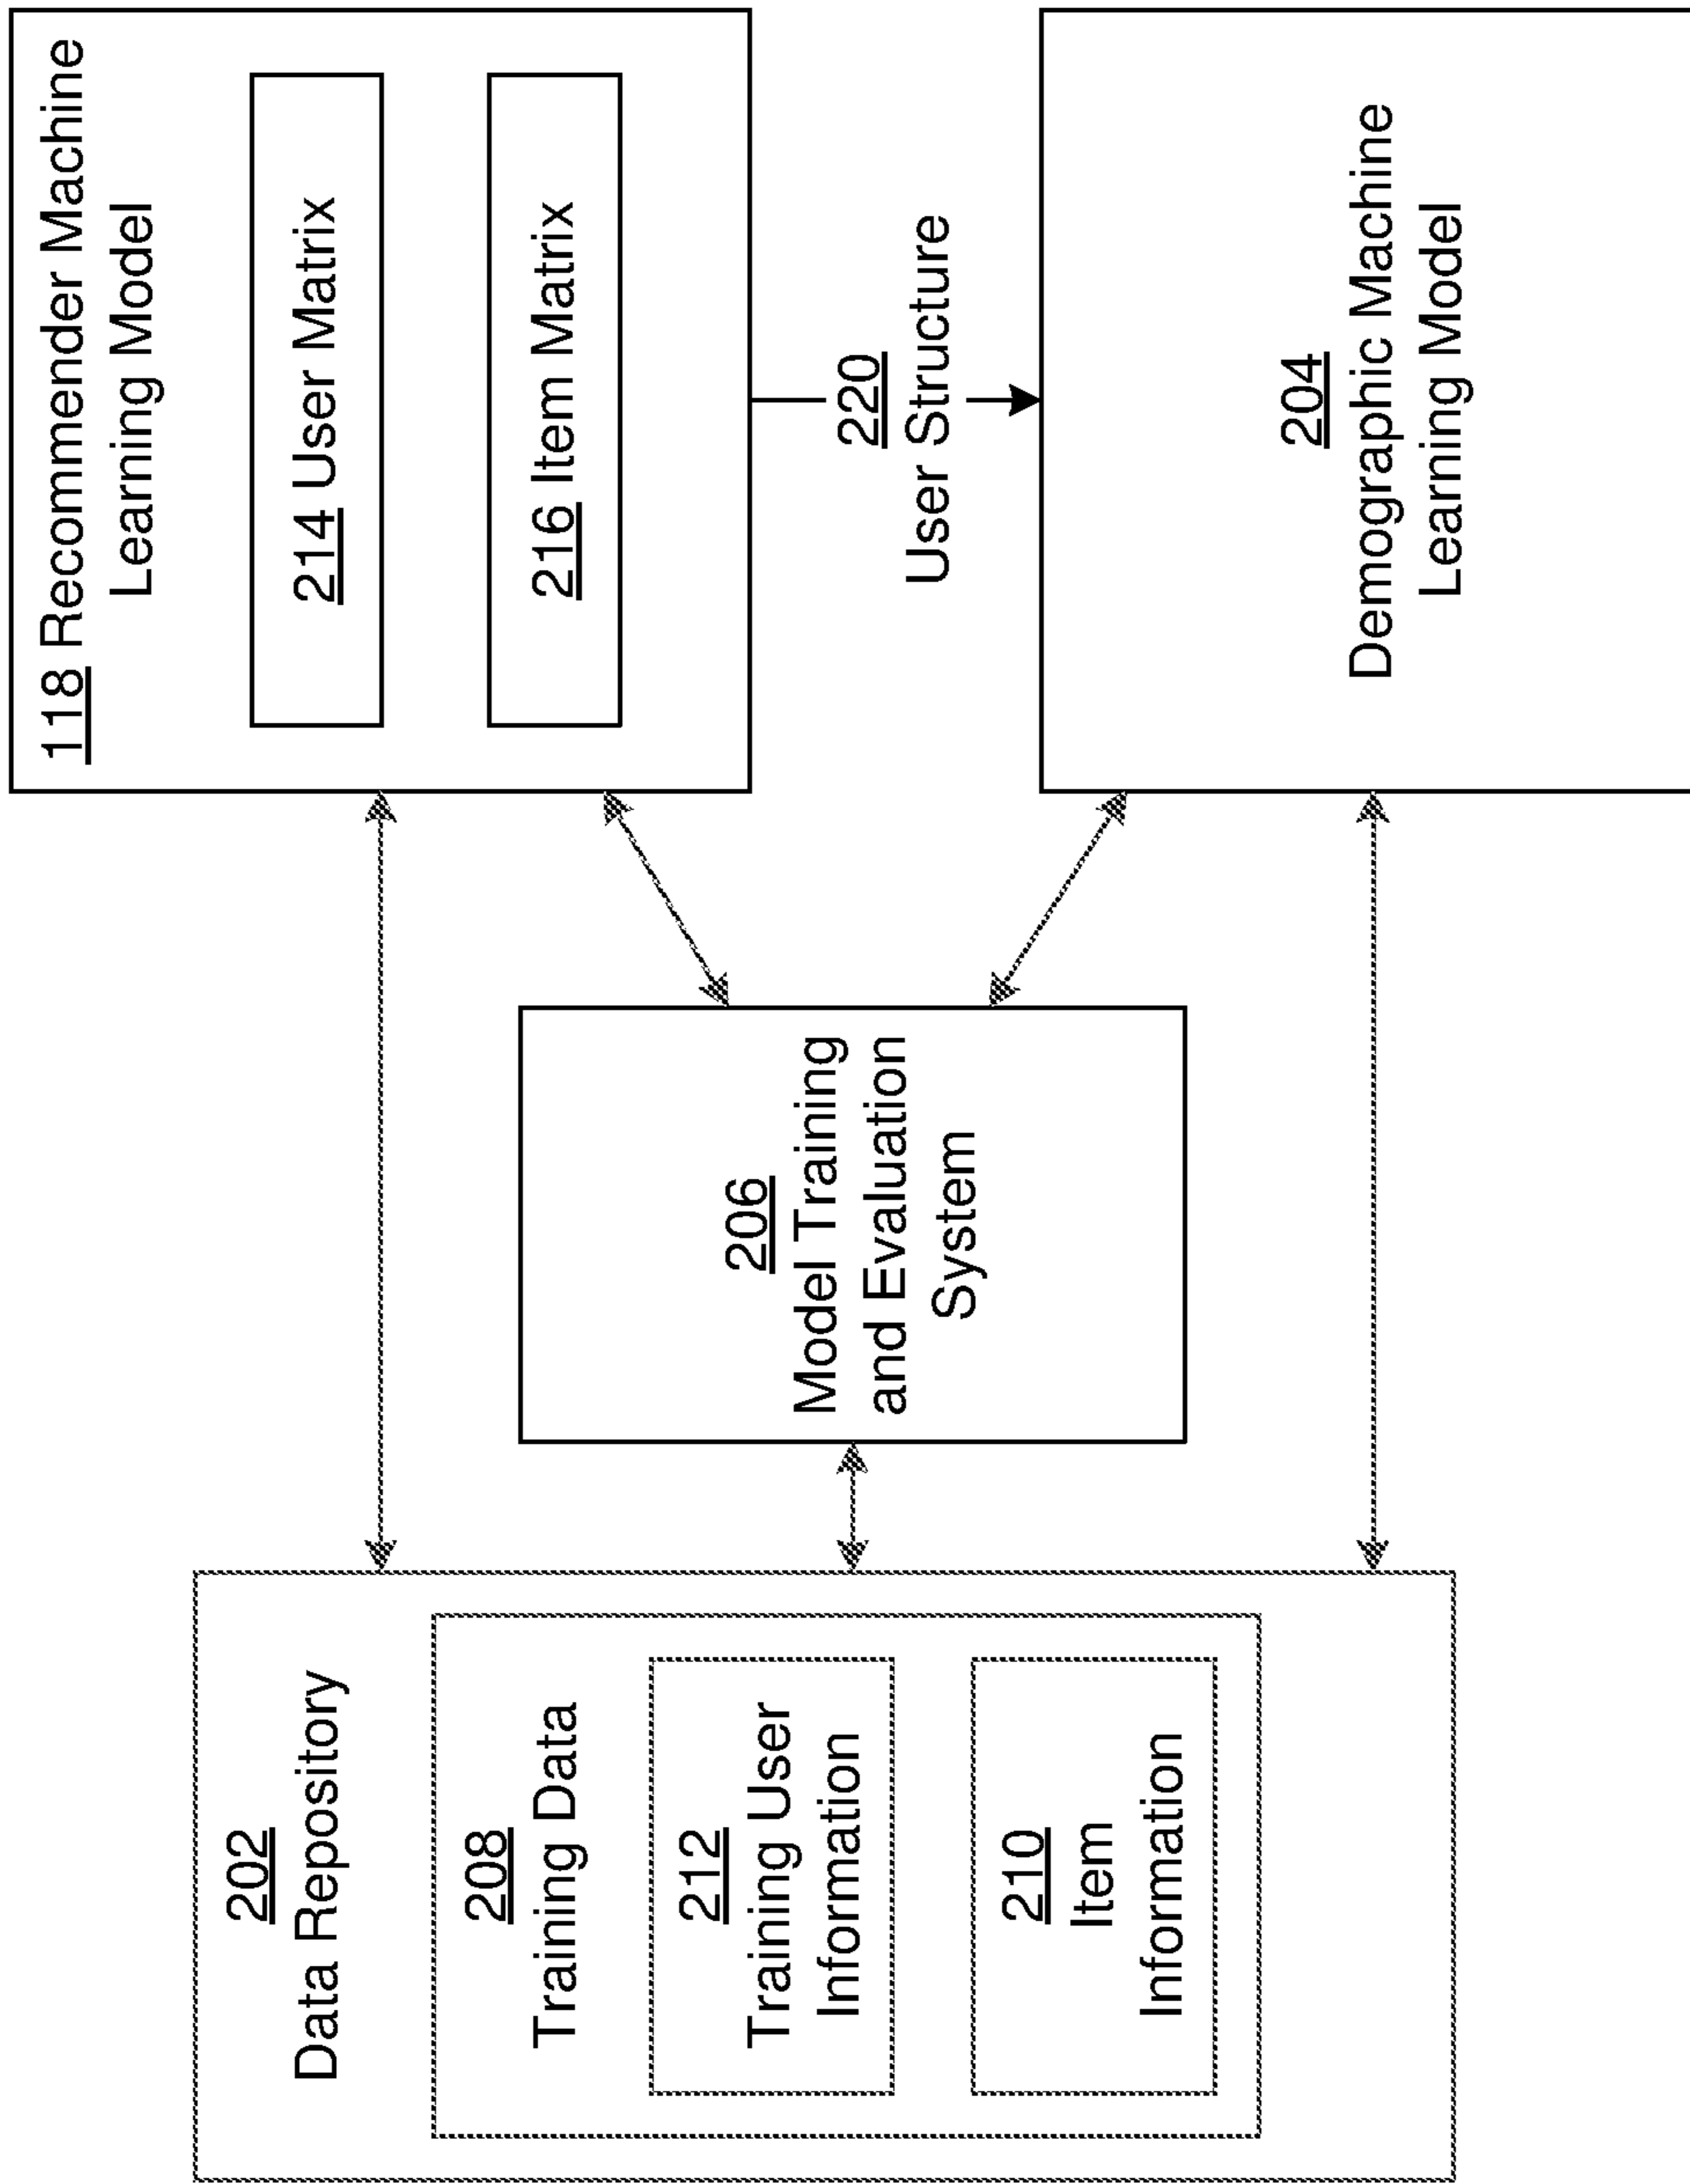 202
Data Repository
208
Training Data
212
Training User
Information
210
Item
Information
206
Model Training
and Evaluation
System
118 Recommender Machine
Learning Model
214 User Matrix
216 Item Matrix
220
User Structure
204
Demographic Machine
Learning Model